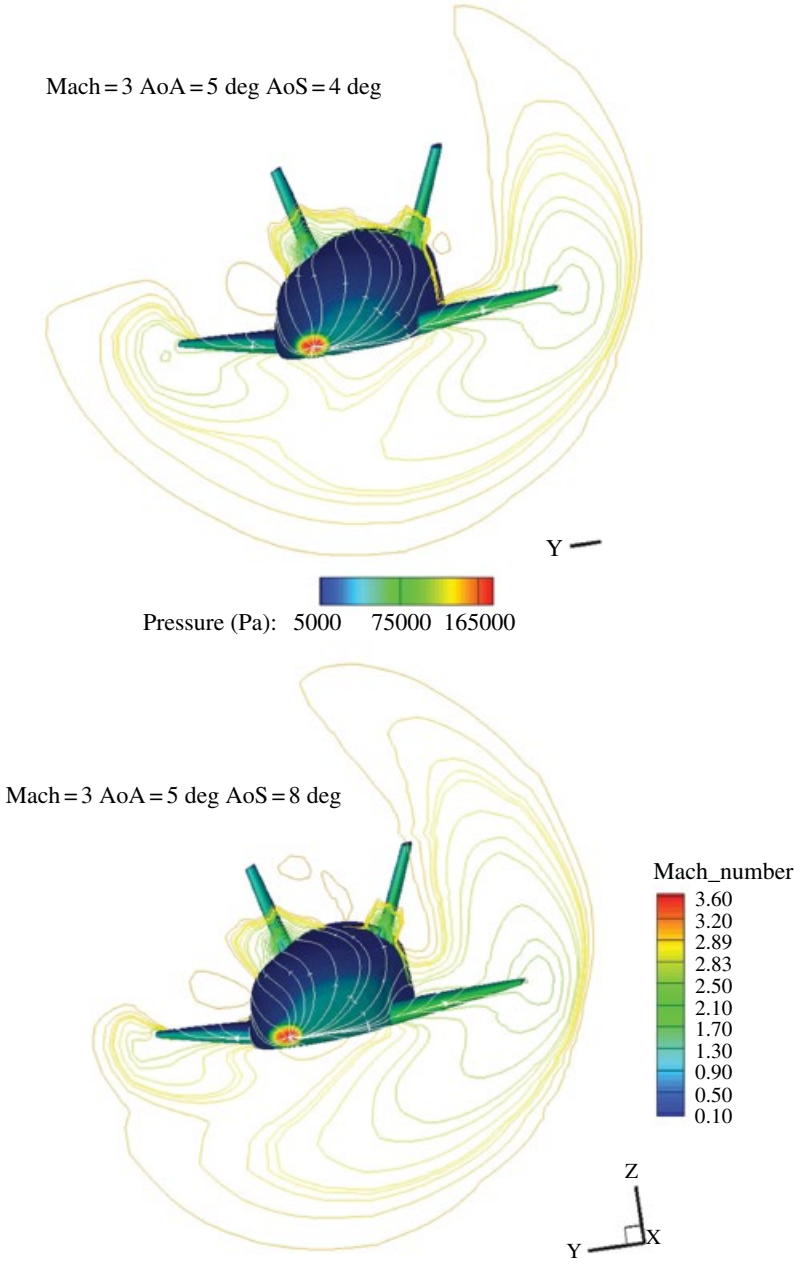 Mach = 3 AoA = 5 deg AoS = 4 deg
Y
Pressure (Pa): 5000 75000 165000
Mach = 3 AoA = 5 deg AoS = 8 deg
Mach_number
3.60
3.20
2.89
2.83
2.50
2.10
1.70
1.30
0.90
0.50
0.10
Z
X
Y